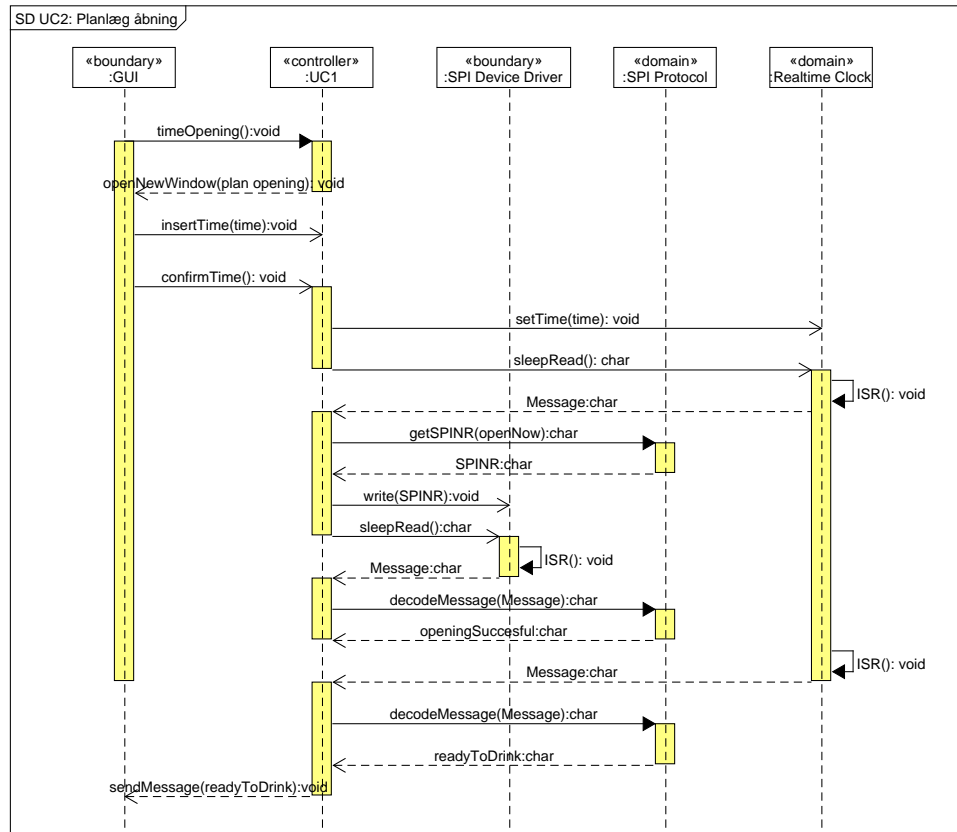 SD UC2: Planlæg åbning
«boundary»
:GUI
«controller»
:UC1
«boundary»
:SPI Device Driver
«domain»
:SPI Protocol
«domain»
:Realtime Clock
timeOpening():void
openNewWindow(plan opening): void
insertTime(time):void
confirmTime(): void
setTime(time): void
sleepRead(): char
ISR(): void
Message:char
getSPINR(openNow):char
SPINR:char
write(SPINR):void
sleepRead():char
ISR(): void
Message:char
decodeMessage(Message):char
openingSuccesful:char
ISR(): void
Message:char
decodeMessage(Message):char
readyToDrink:char
sendMessage(readyToDrink):void